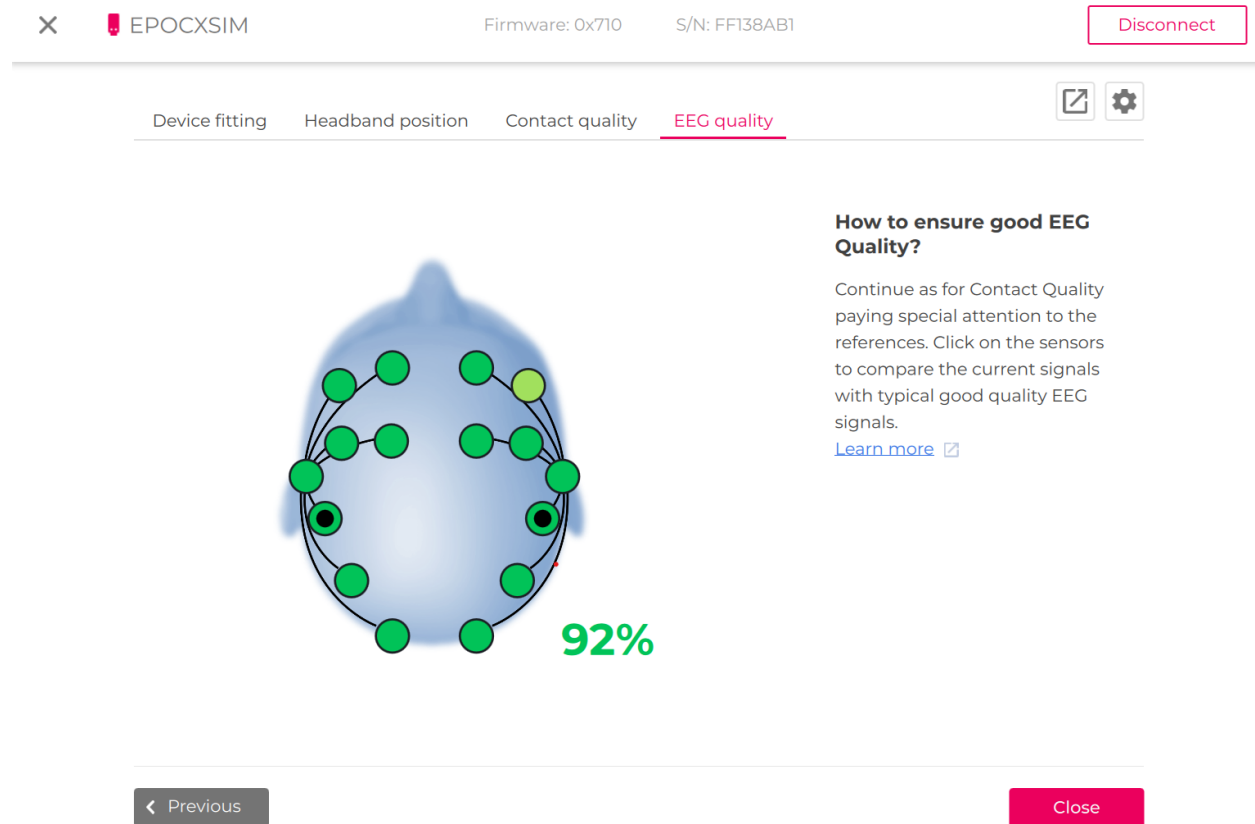 EPOCXSIM
Firmware: 0x710
S/N: FF138AB1
Disconnect
Device fitting
Headband position
Contact quality
EEG quality
How to ensure good EEG
Quality?
Continue as for Contact Quality
paying special attention to the
references. Click on the sensors
to compare the current signals
with typical good quality EEG
signals.
Learn more
92%
Previous
Close